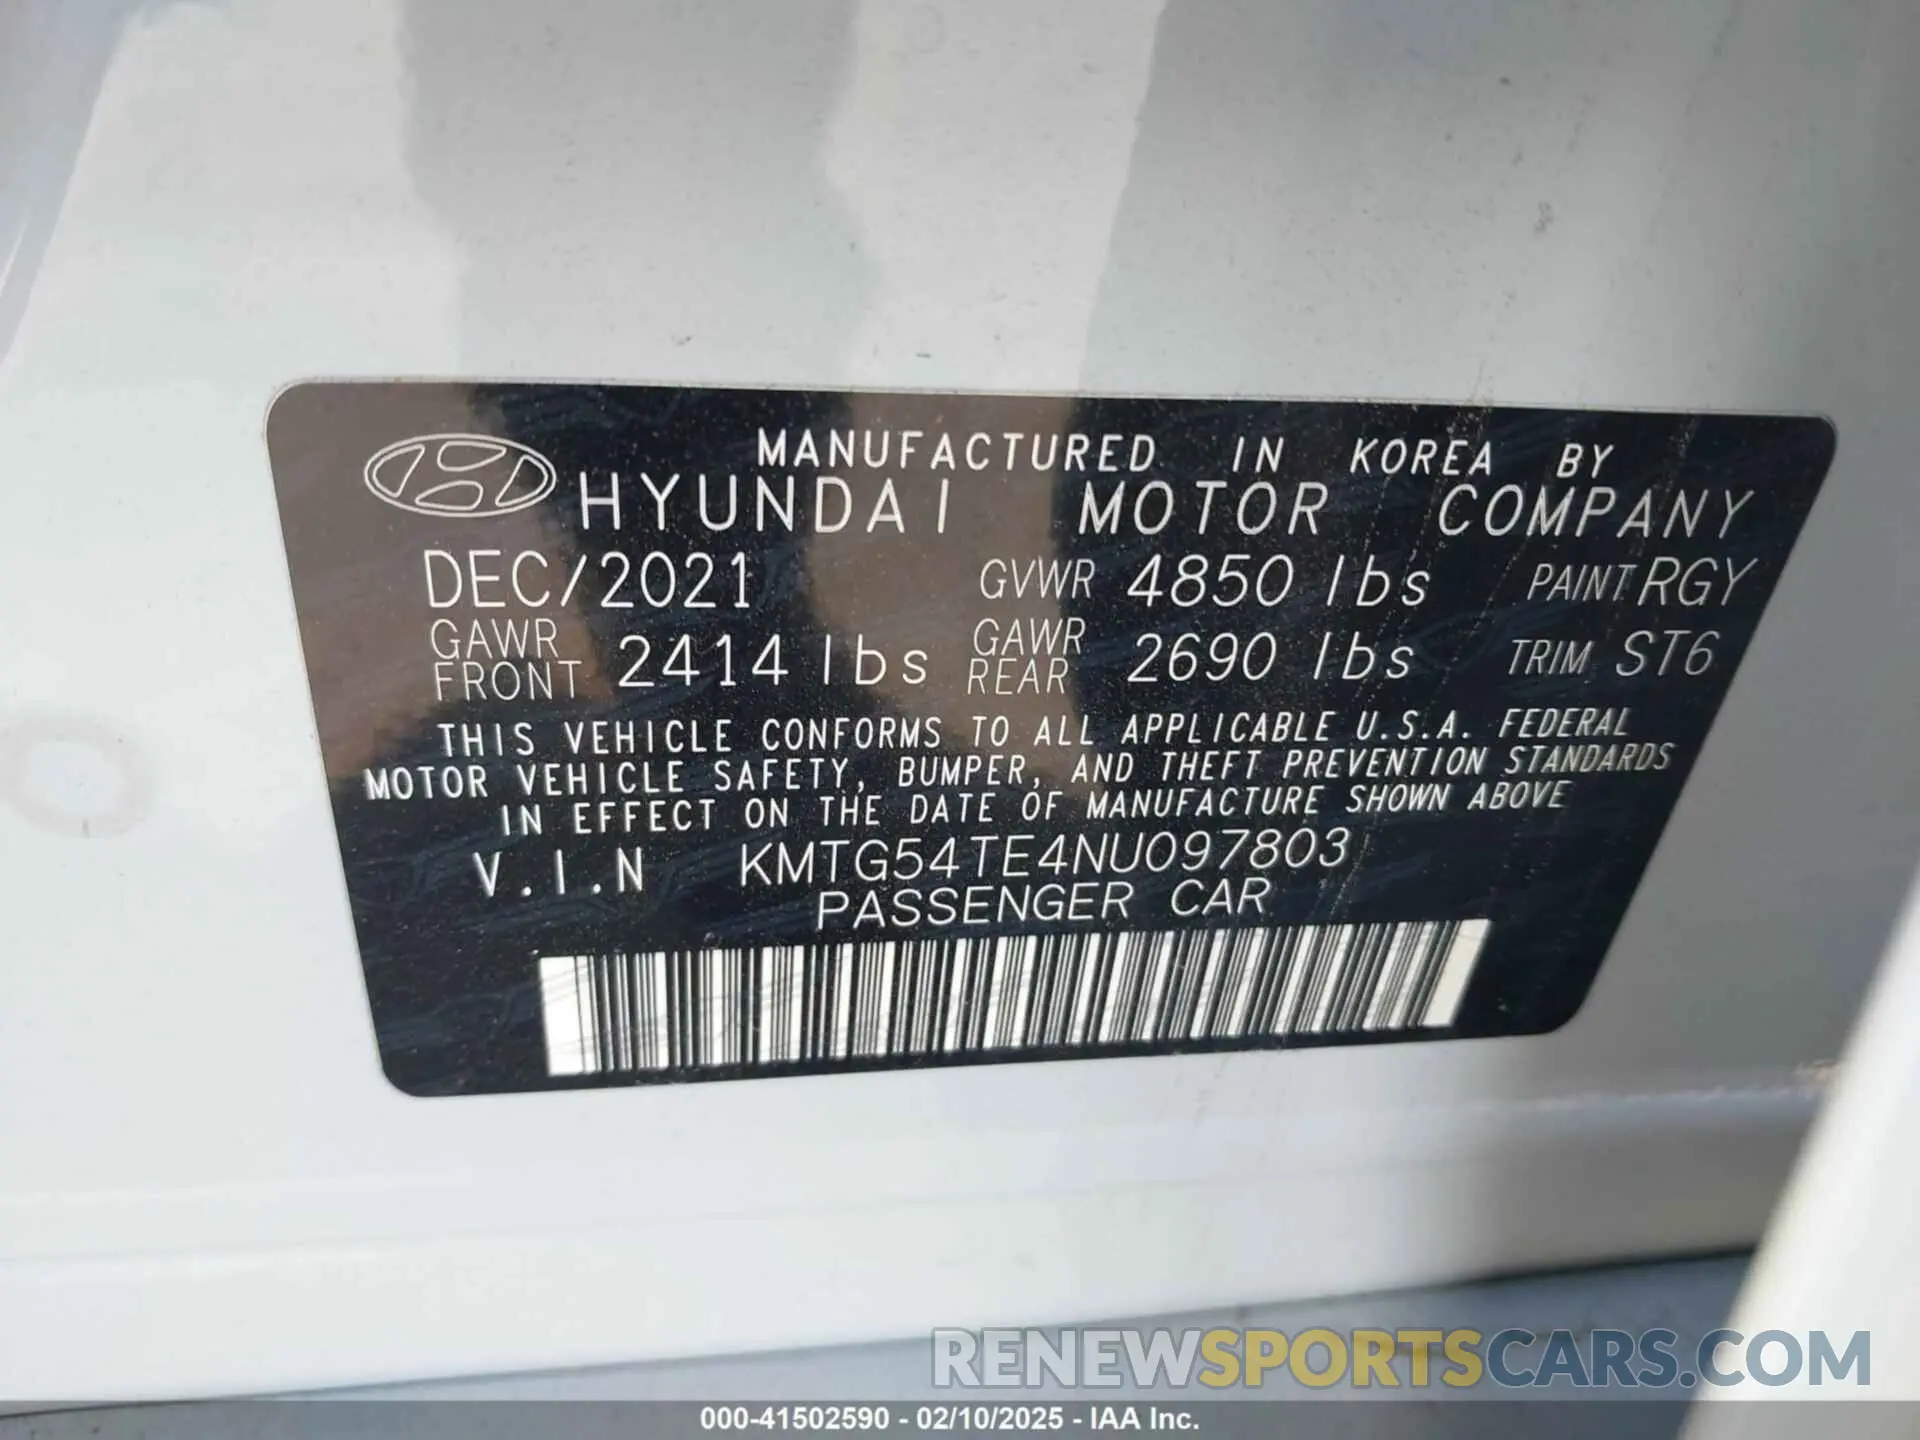 MANUFACTURED IN KOREA BY
HYUNDAI MOTOR COMPANY
DEC/2021 GVWR 4850 lbs PAINT RGY
GAWR FRONT 2414 lbs GAWR REAR 2690 lbs TRIM ST6
THIS VEHICLE CONFORMS TO ALL APPLICABLE U.S.A. FEDERAL
MOTOR VEHICLE SAFETY, BUMPER, AND THEFT PREVENTION STANDARDS
IN EFFECT ON THE DATE OF MANUFACTURE SHOWN ABOVE
V.I.N KMTG54TE4NU097803
PASSENGER CAR
RENEWSPORTSCARS.COM
000-41502590 - 02/10/2025 - IAA Inc.